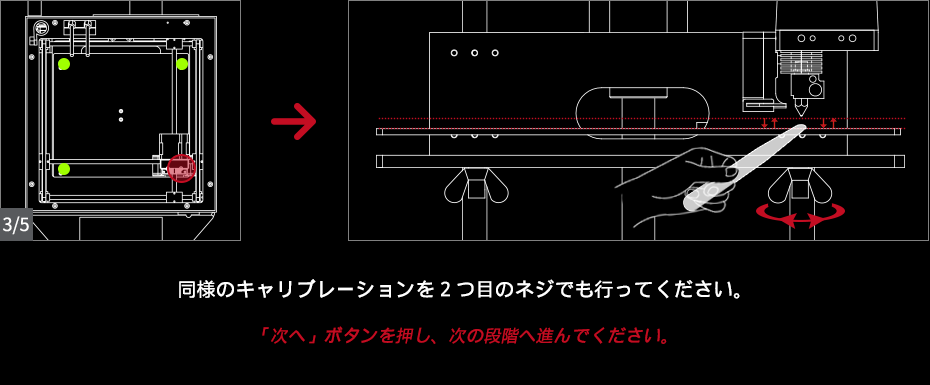 3/5
同様のキャリブレーションを２つ目のネジでも行ってください。
「次へ」ボタンを押し、次の段階へ進んでください。